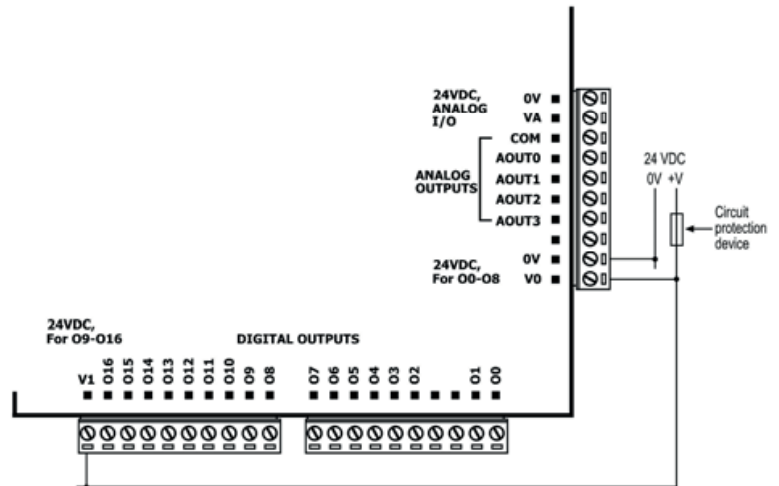 24VDC,
ANALOG
I/O
0V
VA
COM
AOUT0
AOUT1
AOUT2
AOUT3
ANALOG
OUTPUTS
24VDC,
For O0-O8
0V
V0
24 VDC
0V +V
Circuit
protection
device
24VDC,
For O9-O16
DIGITAL OUTPUTS
V1 O16 O15 O14 O13 O12 O11 O10 O9 O8 O7 O6 O5 O4 O3 O2 O1 O0